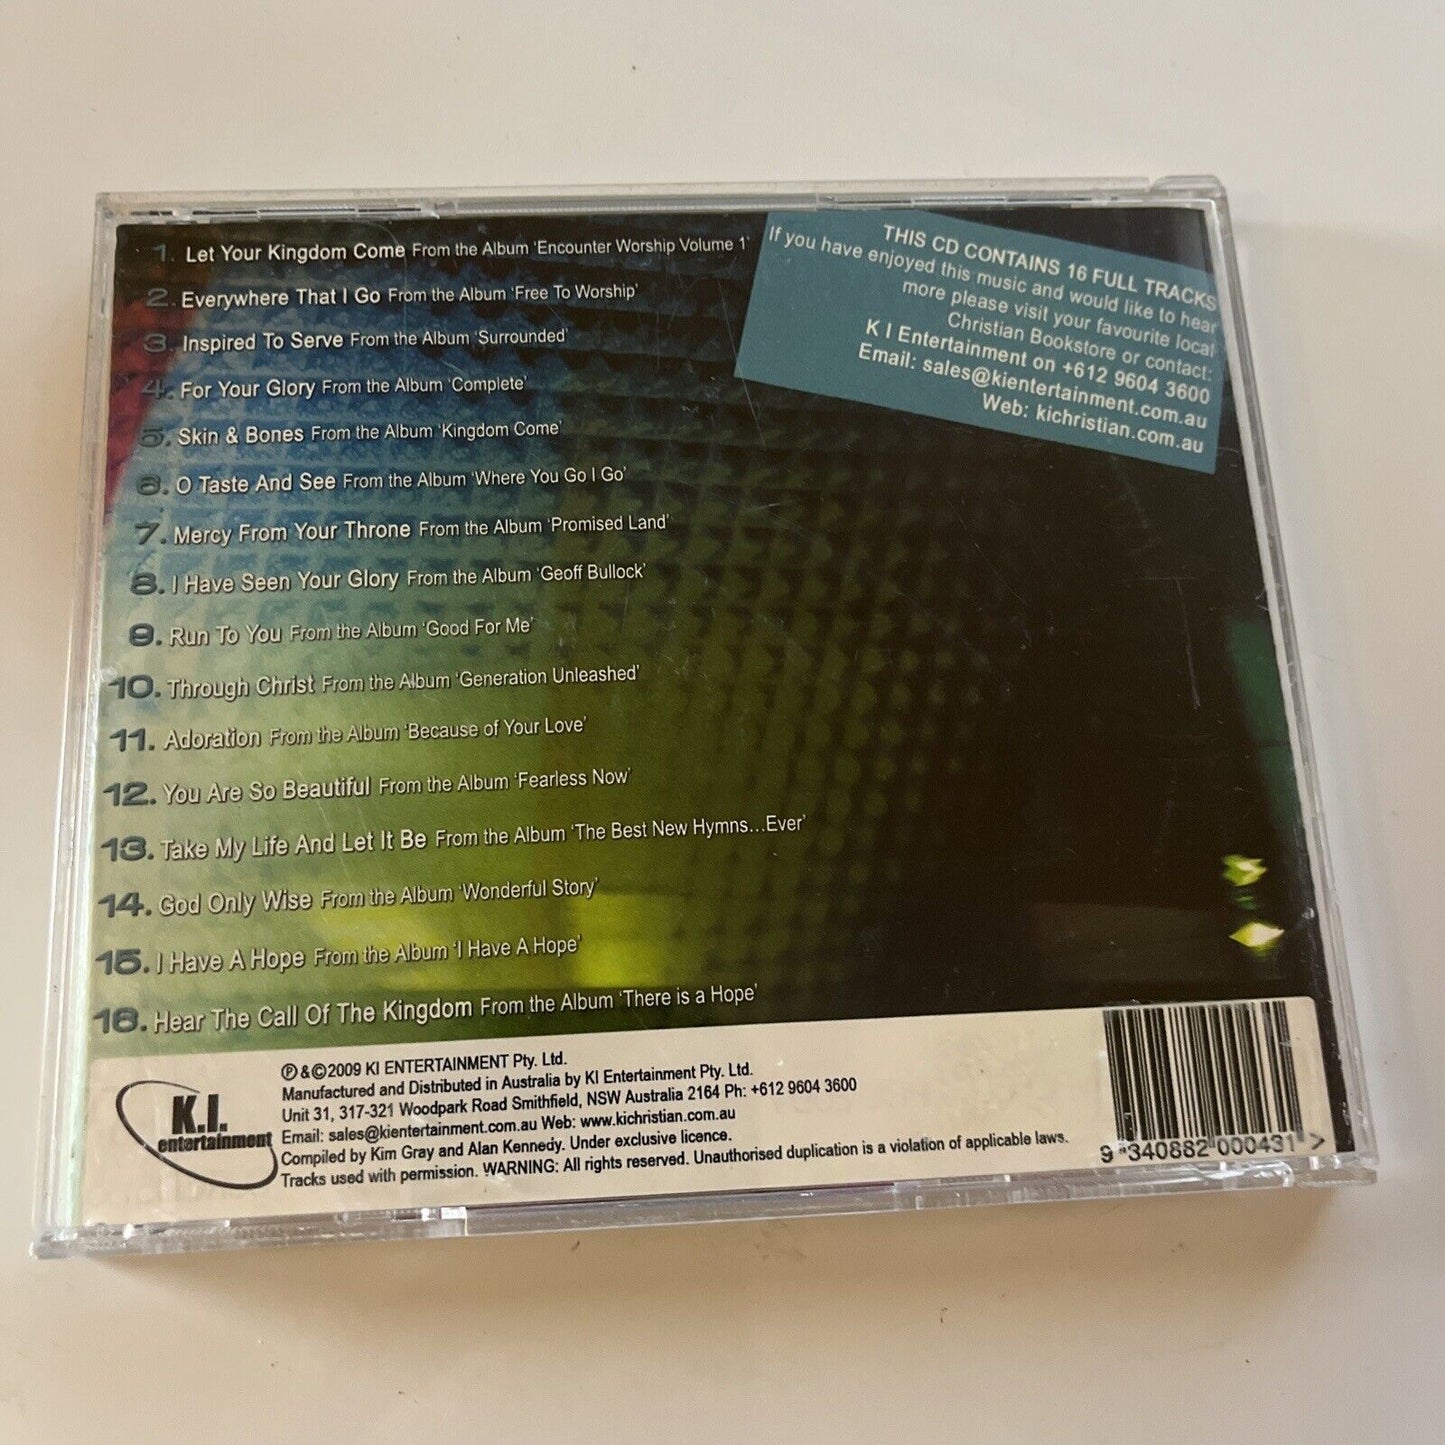 1. Let Your Kingdom Come From the Album 'Encounter Worship Volume 1'
2. Everywhere That I Go From the Album 'Free To Worship'
3. Inspired To Serve From the Album 'Surrounded'
4. For Your Glory From the Album 'Complete'
5. Skin & Bones From the Album 'Kingdom Come'
6. O Taste And See From the Album 'Where You Go I Go'
7. Mercy From Your Throne From the Album 'Promised Land'
8. I Have Seen Your Glory From the Album 'Geoff Bullock'
9. Run To You From the Album 'Good For Me'
10. Through Christ From the Album 'Generation Unleashed'
11. Adoration From the Album 'Because of Your Love'
12. You Are So Beautiful From the Album 'Fearless Now'
13. Take My Life And Let It Be From the Album 'The Best New Hymns...Ever'
14. God Only Wise From the Album 'Wonderful Story'
15. I Have A Hope From the Album 'I Have A Hope'
16. Hear The Call Of The Kingdom From the Album 'There is a Hope'
THIS CD CONTAINS 16 FULL TRACKS
If you have enjoyed this music and would like to hear
more please visit your favourite local
Christian Bookstore or contact:
K I Entertainment on +612 9604 3600
Email: sales@kientertainment.com.au
Web: kichristian.com.au
K.I.
entertainment
℗ & © 2009 KI ENTERTAINMENT Pty. Ltd.
Manufactured and Distributed in Australia by KI Entertainment Pty. Ltd.
Unit 31, 317-321 Woodpark Road Smithfield, NSW Australia 2164 Ph: +612 9604 3600
Email: sales@kientertainment.com.au Web: www.kichristian.com.au
Compiled by Kim Gray and Alan Kennedy. Under exclusive licence.
Tracks used with permission. WARNING: All rights reserved. Unauthorised duplication is a violation of applicable laws.
9 340882 000431 >